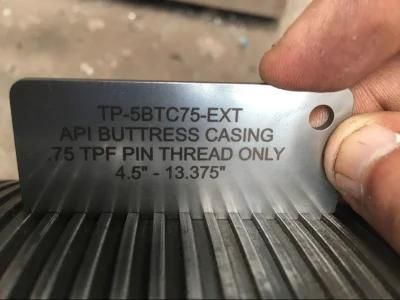 TP-5BTC75-EXT
API BUTTRESS CASING
.75 TPF PIN THREAD ONLY
4.5" - 13.375"